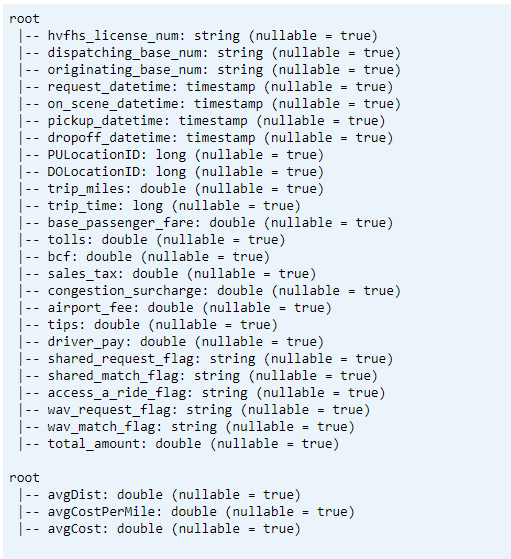 root
 |-- hvfhs_license_num: string (nullable = true)
 |-- dispatching_base_num: string (nullable = true)
 |-- originating_base_num: string (nullable = true)
 |-- request_datetime: timestamp (nullable = true)
 |-- on_scene_datetime: timestamp (nullable = true)
 |-- pickup_datetime: timestamp (nullable = true)
 |-- dropoff_datetime: timestamp (nullable = true)
 |-- PULocationID: long (nullable = true)
 |-- DOLocationID: long (nullable = true)
 |-- trip_miles: double (nullable = true)
 |-- trip_time: long (nullable = true)
 |-- base_passenger_fare: double (nullable = true)
 |-- tolls: double (nullable = true)
 |-- bcf: double (nullable = true)
 |-- sales_tax: double (nullable = true)
 |-- congestion_surcharge: double (nullable = true)
 |-- airport_fee: double (nullable = true)
 |-- tips: double (nullable = true)
 |-- driver_pay: double (nullable = true)
 |-- shared_request_flag: string (nullable = true)
 |-- shared_match_flag: string (nullable = true)
 |-- access_a_ride_flag: string (nullable = true)
 |-- wav_request_flag: string (nullable = true)
 |-- wav_match_flag: string (nullable = true)
 |-- total_amount: double (nullable = true)

root
 |-- avgDist: double (nullable = true)
 |-- avgCostPerMile: double (nullable = true)
 |-- avgCost: double (nullable = true)